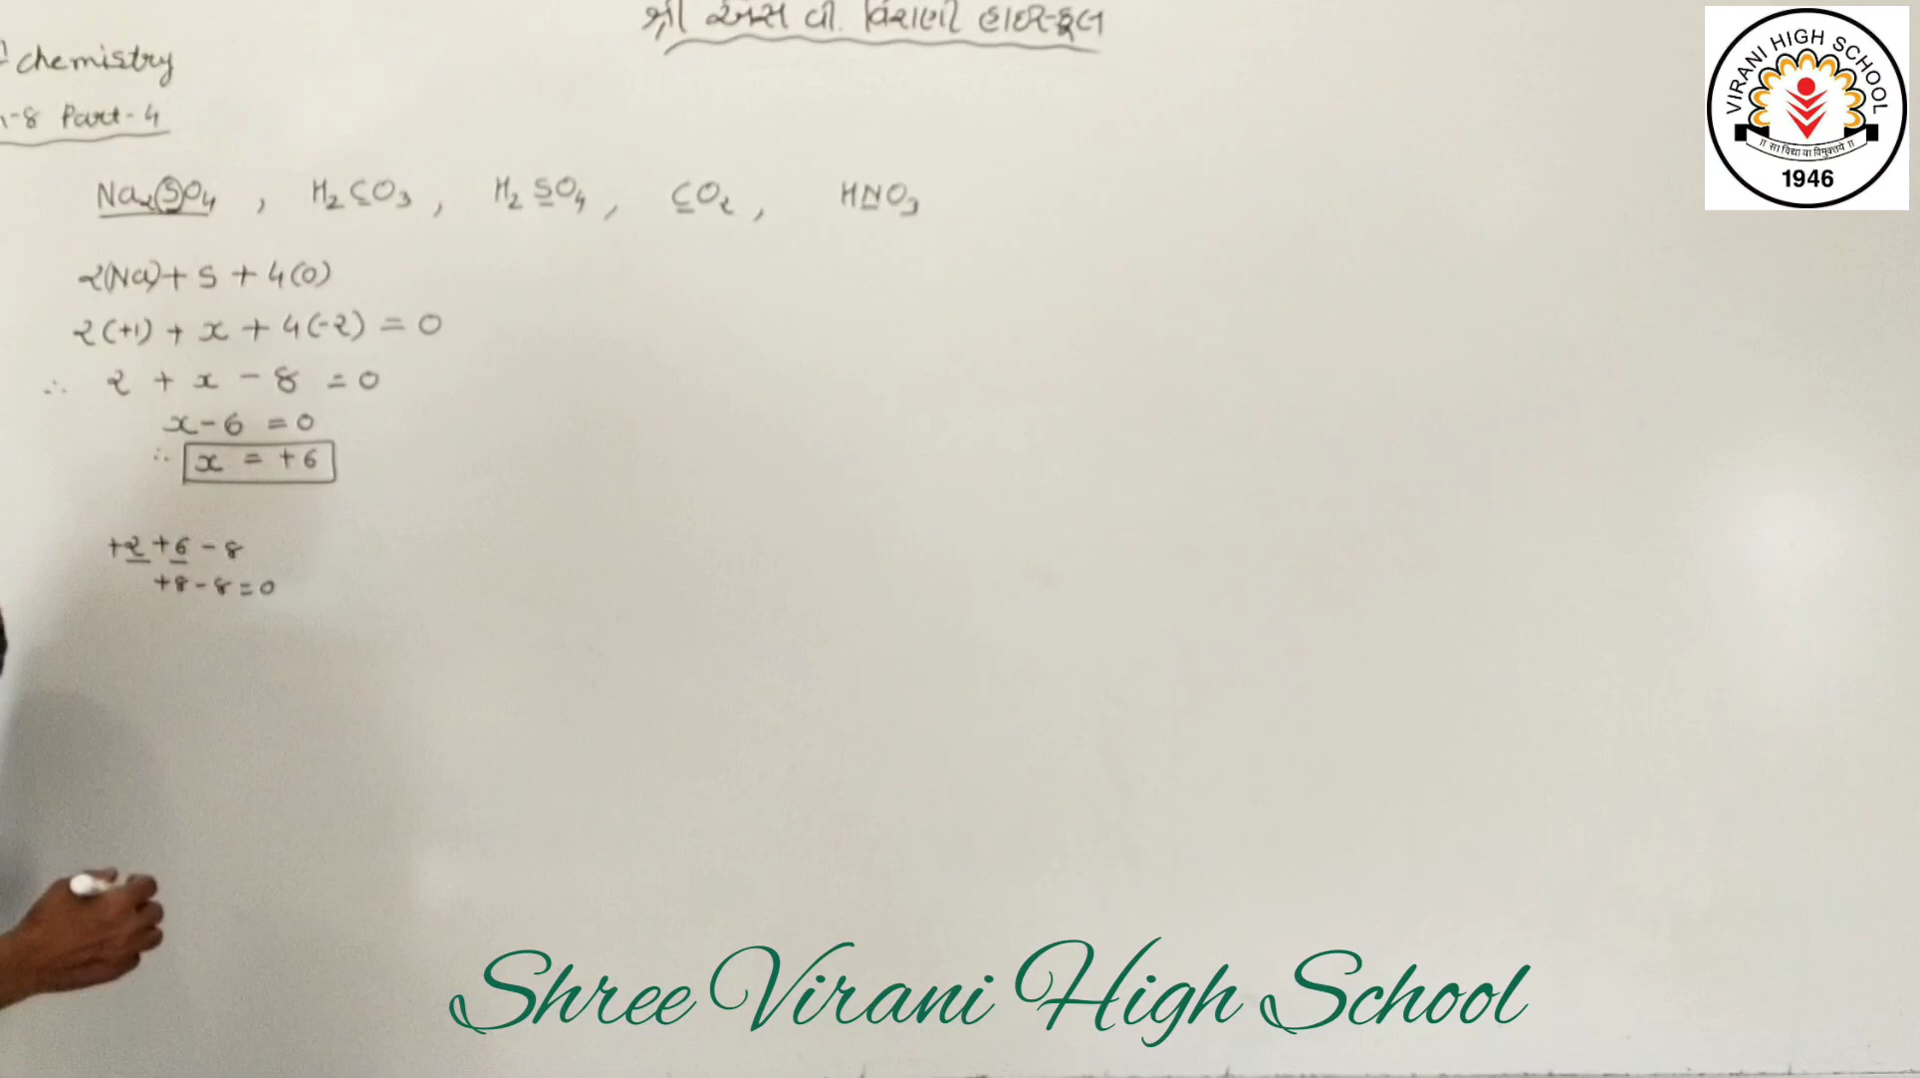 શ્રી એમ્સ વી. વિરાણી હાઇસ્કૂલ
chemistry
-8 Part-4
Na₂SO₄ , H₂CO₃ , H₂SO₄ , CO₂ , HNO₃
2(Na)+ S + 4(O)
2(+1) + x + 4(-2) = 0
∴ 2 + x - 8 = 0
x - 6 = 0
∴ x = +6
+2 +6 - 8
+8 - 8 = 0
VIRANI HIGH SCHOOL
॥ सा विद्या या विमुक्तये ॥
1946
Shree Virani High School